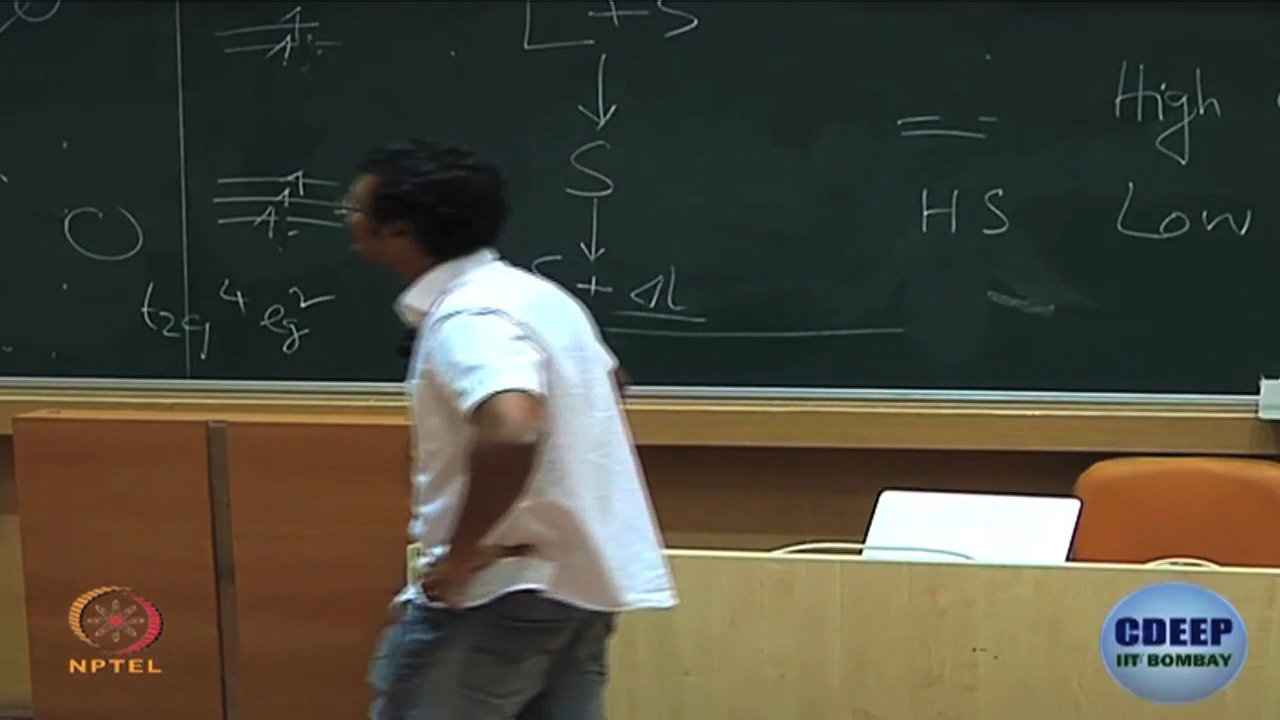 L + S
S
+ Δl
t2g⁴ eg²
High
HS
Low
NPTEL
CDEEP
IIT BOMBAY